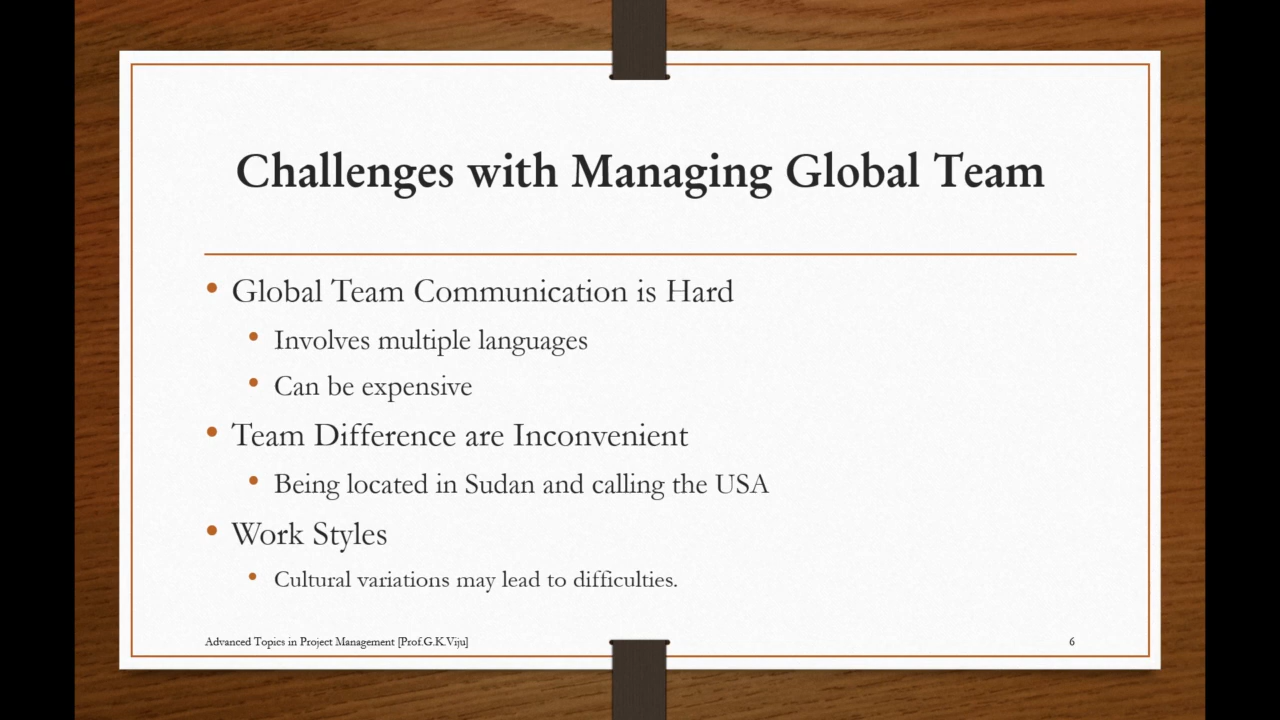 Challenges with Managing Global Team
• Global Team Communication is Hard
• Involves multiple languages
• Can be expensive
• Team Difference are Inconvenient
• Being located in Sudan and calling the USA
• Work Styles
• Cultural variations may lead to difficulties.
Advanced Topics in Project Management [Prof.G.K.Viju]
6